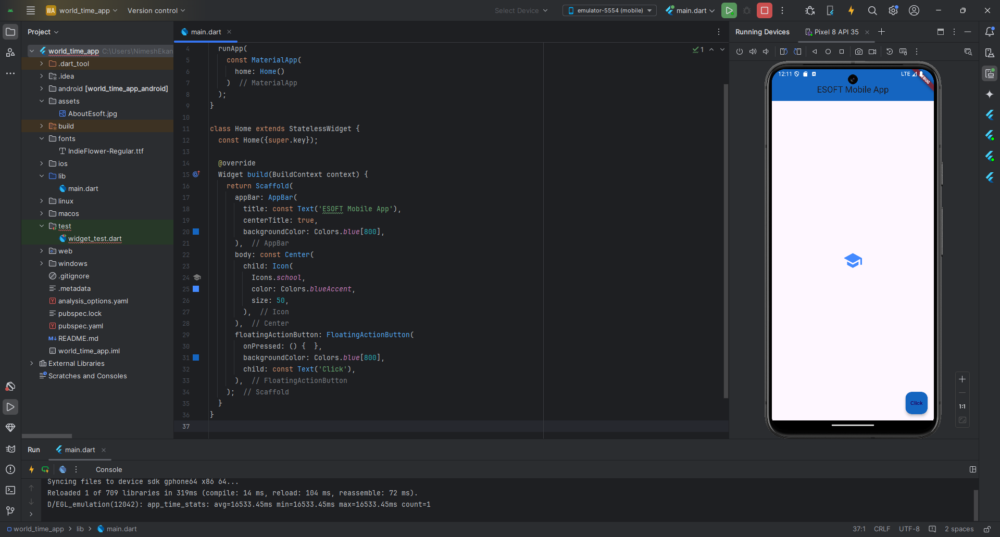 WA world_time_app Version control Select Device emulator-5554 (mobile) main.dart
Project
main.dart
Running Devices Pixel 8 API 35
world_time_app C:\Users\NimeshEkan
.dart_tool
.idea
android [world_time_app_android]
assets
AboutEsoft.jpg
build
fonts
IndieFlower-Regular.ttf
ios
lib
main.dart
linux
macos
test
widget_test.dart
web
windows
.gitignore
.metadata
analysis_options.yaml
pubspec.lock
pubspec.yaml
M↓ README.md
world_time_app.iml
External Libraries
Scratches and Consoles
1
4 runApp(
5 const MaterialApp(
6 home: Home()
7 ) // MaterialApp
8 );
9 }
10
11 class Home extends StatelessWidget {
12 const Home({super.key});
13
14 @override
15 Widget build(BuildContext context) {
16 return Scaffold(
17 appBar: AppBar(
18 title: const Text('ESOFT Mobile App'),
19 centerTitle: true,
20 backgroundColor: Colors.blue[800],
21 ), // AppBar
22 body: const Center(
23 child: Icon(
24 Icons.school,
25 color: Colors.blueAccent,
26 size: 50,
27 ), // Icon
28 ), // Center
29 floatingActionButton: FloatingActionButton(
30 onPressed: () { },
31 backgroundColor: Colors.blue[800],
32 child: const Text('Click'),
33 ), // FloatingActionButton
34 ); // Scaffold
35 }
36 }
37
12:11 LTE
DEBUG
ESOFT Mobile App
Click
1:1
Run main.dart
Console
Syncing files to device sdk gphone64 x86 64...
Reloaded 1 of 709 libraries in 319ms (compile: 14 ms, reload: 104 ms, reassemble: 72 ms).
D/EGL_emulation(12042): app_time_stats: avg=16533.45ms min=16533.45ms max=16533.45ms count=1
world_time_app > lib > main.dart 37:1 CRLF UTF-8 2 spaces